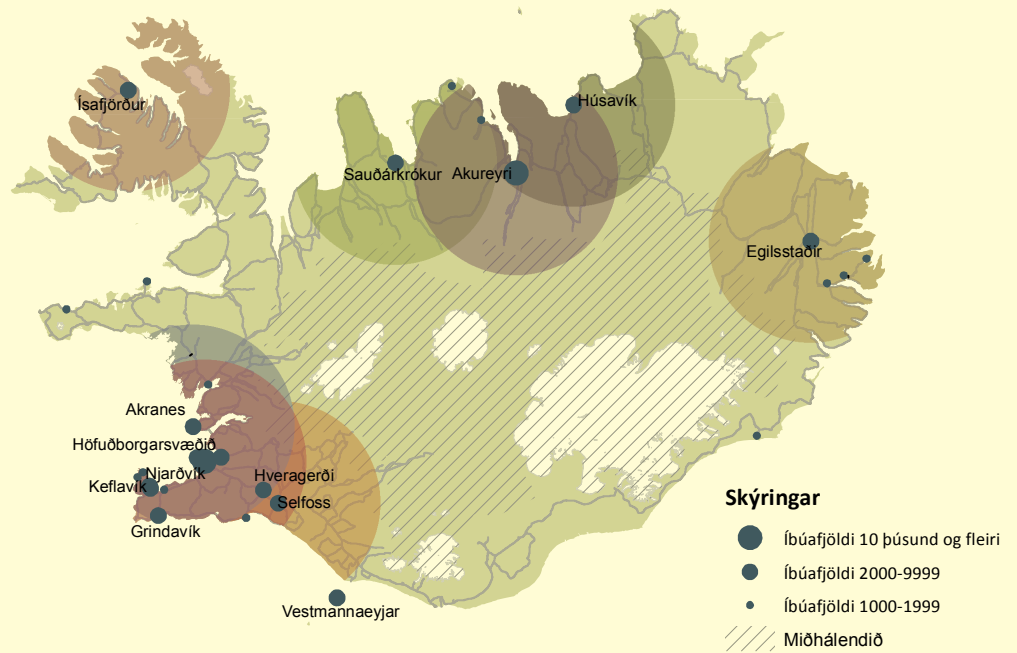 Ísafjörður
Húsavík
Sauðárkrókur
Akureyri
Egilsstaðir
Akranes
Höfuðborgarsvæðið
Njarðvík
Keflavík
Hveragerði
Selfoss
Grindavík
Vestmannaeyjar
Skýringar
Íbúafjöldi 10 þúsund og fleiri
Íbúafjöldi 2000-9999
Íbúafjöldi 1000-1999
Miðhálendið